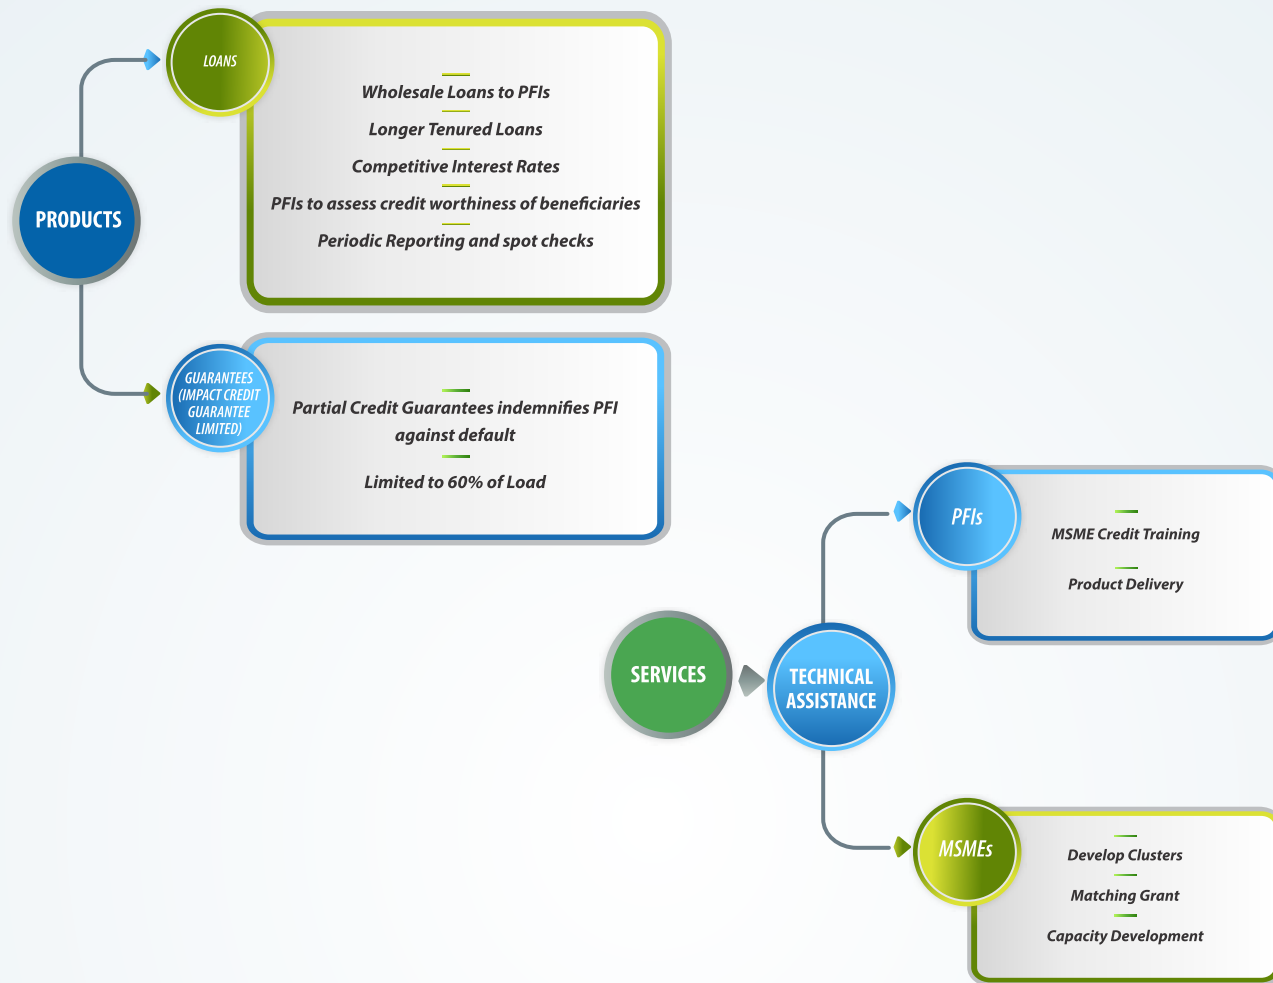 PRODUCTS
LOANS
Wholesale Loans to PFIs
Longer Tenured Loans
Competitive Interest Rates
PFIs to assess credit worthiness of beneficiaries
Periodic Reporting and spot checks
GUARANTEES
(IMPACT CREDIT
GUARANTEE
LIMITED)
Partial Credit Guarantees indemnifies PFI
against default
Limited to 60% of Load
SERVICES
TECHNICAL
ASSISTANCE
PFIs
MSME Credit Training
Product Delivery
MSMEs
Develop Clusters
Matching Grant
Capacity Development